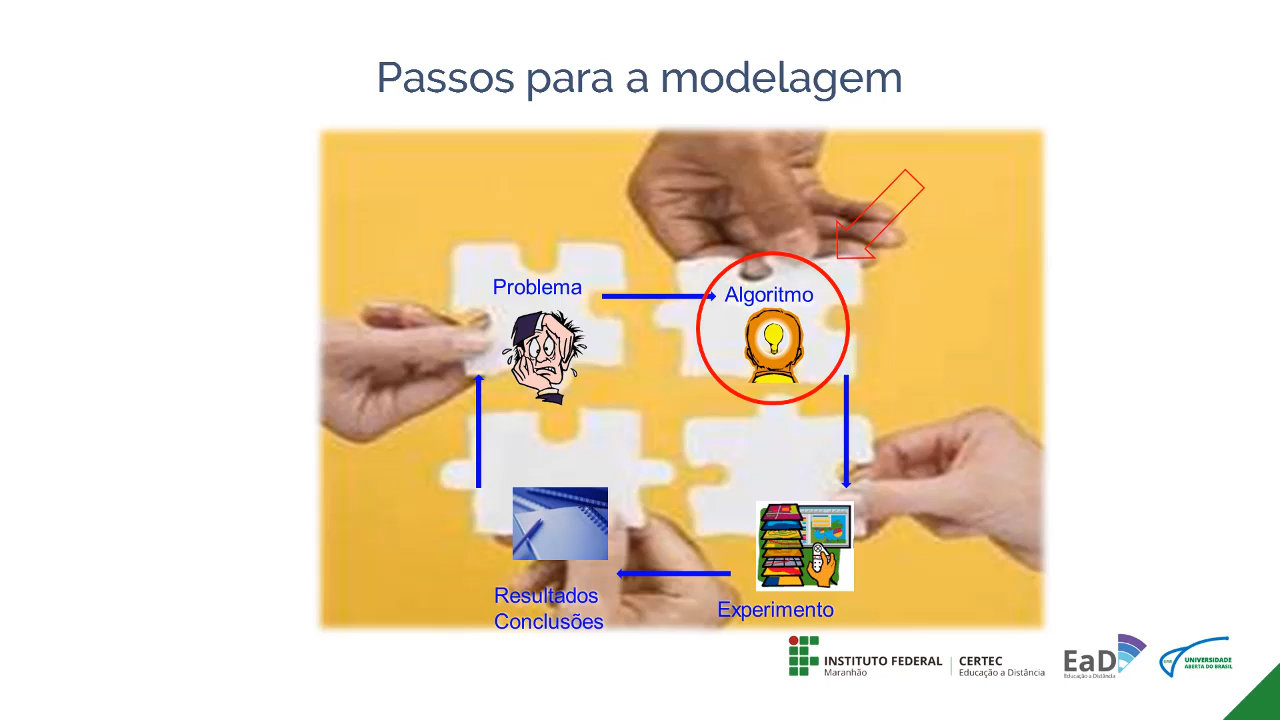 Passos para a modelagem
Problema
Algoritmo
Resultados
Conclusões
Experimento
INSTITUTO FEDERAL
Maranhão
CERTEC
Educação a Distância
EaD
Educação a Distância
UAB
UNIVERSIDADE
ABERTA DO BRASIL